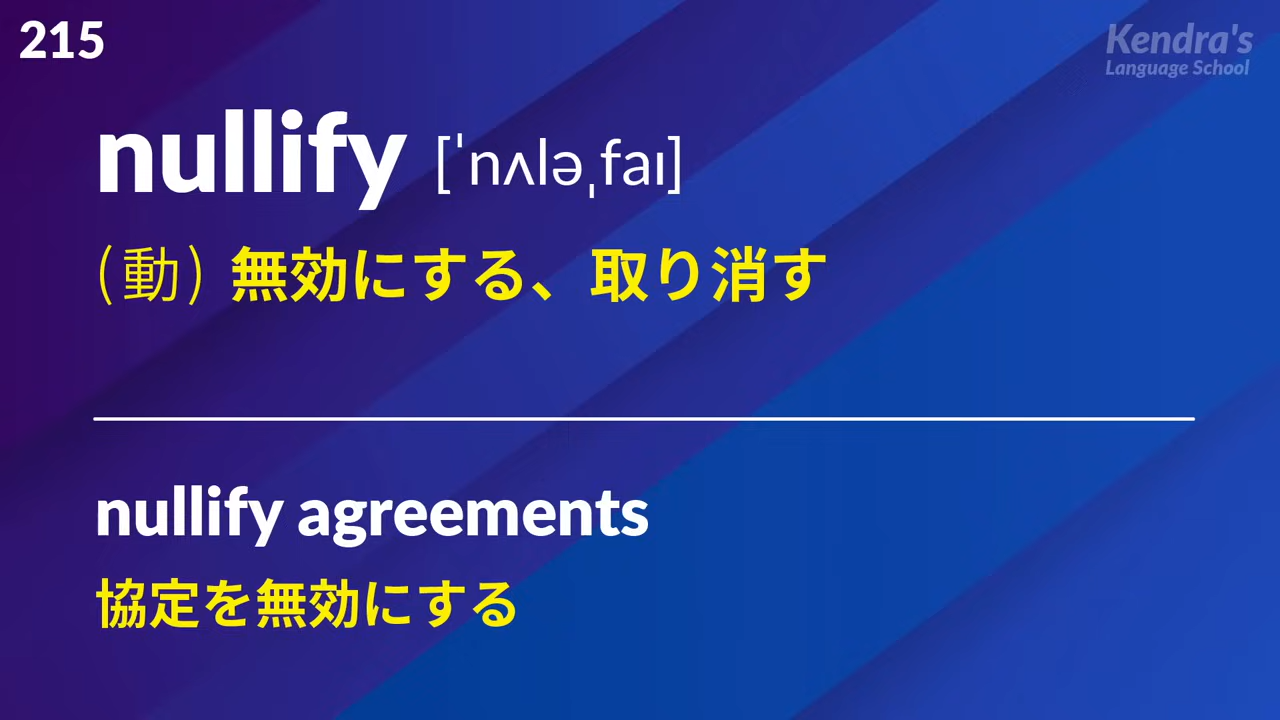 215
Kendra's
Language School
nullify [ˈnʌləˌfaɪ]
(動) 無効にする、取り消す
nullify agreements
協定を無効にする